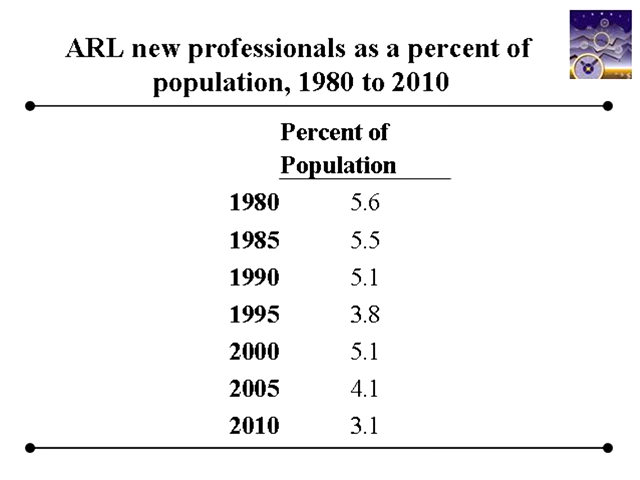 ARL new professionals as a percent of
population, 1980 to 2010
Percent of
Population
1980 5.6
1985 5.5
1990 5.1
1995 3.8
2000 5.1
2005 4.1
2010 3.1